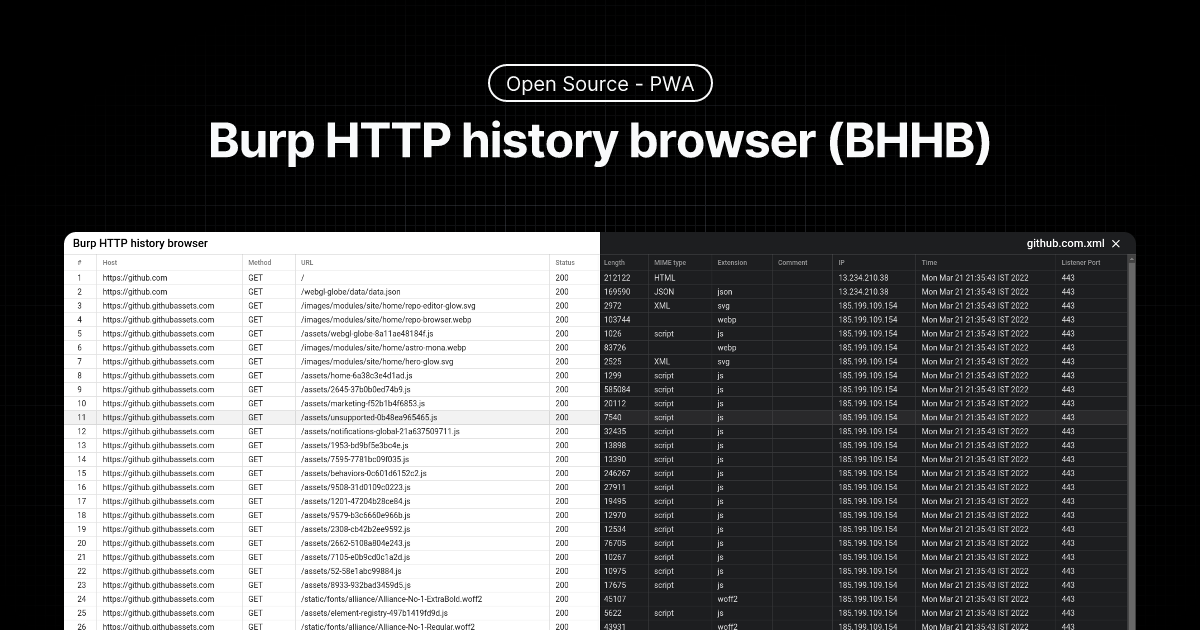 Open Source - PWA
Burp HTTP history browser (BHHB)
Burp HTTP history browser github.com.xml
# Host Method URL Status Length MIME type Extension Comment IP Time Listener Port
1 https://github.com GET / 200 212122 HTML 13.234.210.38 Mon Mar 21 21:35:43 IST 2022 443
2 https://github.com GET /webgl-globe/data/data.json 200 169590 JSON json 13.234.210.38 Mon Mar 21 21:35:43 IST 2022 443
3 https://github.githubassets.com GET /images/modules/site/home/repo-editor-glow.svg 200 2972 XML svg 185.199.109.154 Mon Mar 21 21:35:43 IST 2022 443
4 https://github.githubassets.com GET /images/modules/site/home/repo-browser.webp 200 103744 webp 185.199.109.154 Mon Mar 21 21:35:43 IST 2022 443
5 https://github.githubassets.com GET /assets/webgl-globe-8a11ae48184f.js 200 1026 script js 185.199.109.154 Mon Mar 21 21:35:43 IST 2022 443
6 https://github.githubassets.com GET /images/modules/site/home/astro-mona.webp 200 83726 webp 185.199.109.154 Mon Mar 21 21:35:43 IST 2022 443
7 https://github.githubassets.com GET /images/modules/site/home/hero-glow.svg 200 2525 XML svg 185.199.109.154 Mon Mar 21 21:35:43 IST 2022 443
8 https://github.githubassets.com GET /assets/home-6a38c3e4d1ad.js 200 1299 script js 185.199.109.154 Mon Mar 21 21:35:43 IST 2022 443
9 https://github.githubassets.com GET /assets/2645-37b0b0ed74b9.js 200 585084 script js 185.199.109.154 Mon Mar 21 21:35:43 IST 2022 443
10 https://github.githubassets.com GET /assets/marketing-f52b1b4f6853.js 200 20112 script js 185.199.109.154 Mon Mar 21 21:35:43 IST 2022 443
11 https://github.githubassets.com GET /assets/unsupported-0b48ea965465.js 200 7540 script js 185.199.109.154 Mon Mar 21 21:35:43 IST 2022 443
12 https://github.githubassets.com GET /assets/notifications-global-21a637509711.js 200 32435 script js 185.199.109.154 Mon Mar 21 21:35:43 IST 2022 443
13 https://github.githubassets.com GET /assets/1953-bd9bf5e3bc4e.js 200 13898 script js 185.199.109.154 Mon Mar 21 21:35:43 IST 2022 443
14 https://github.githubassets.com GET /assets/7595-7781bc09f035.js 200 13390 script js 185.199.109.154 Mon Mar 21 21:35:43 IST 2022 443
15 https://github.githubassets.com GET /assets/behaviors-0c601d6152c2.js 200 246267 script js 185.199.109.154 Mon Mar 21 21:35:43 IST 2022 443
16 https://github.githubassets.com GET /assets/9508-31d0109c0223.js 200 27911 script js 185.199.109.154 Mon Mar 21 21:35:43 IST 2022 443
17 https://github.githubassets.com GET /assets/1201-47204b28ce84.js 200 19495 script js 185.199.109.154 Mon Mar 21 21:35:43 IST 2022 443
18 https://github.githubassets.com GET /assets/9579-b3c6660e966b.js 200 12970 script js 185.199.109.154 Mon Mar 21 21:35:43 IST 2022 443
19 https://github.githubassets.com GET /assets/2308-cb42b2ee9592.js 200 12534 script js 185.199.109.154 Mon Mar 21 21:35:43 IST 2022 443
20 https://github.githubassets.com GET /assets/2662-5108a804e243.js 200 76705 script js 185.199.109.154 Mon Mar 21 21:35:43 IST 2022 443
21 https://github.githubassets.com GET /assets/7105-e0b9cd0c1a2d.js 200 10267 script js 185.199.109.154 Mon Mar 21 21:35:43 IST 2022 443
22 https://github.githubassets.com GET /assets/52-58e1abc99884.js 200 10975 script js 185.199.109.154 Mon Mar 21 21:35:43 IST 2022 443
23 https://github.githubassets.com GET /assets/8933-932bad3459d5.js 200 17675 script js 185.199.109.154 Mon Mar 21 21:35:43 IST 2022 443
24 https://github.githubassets.com GET /static/fonts/alliance/Alliance-No-1-ExtraBold.woff2 200 45107 woff2 185.199.109.154 Mon Mar 21 21:35:43 IST 2022 443
25 https://github.githubassets.com GET /assets/element-registry-497b1419fd9d.js 200 5622 script js 185.199.109.154 Mon Mar 21 21:35:43 IST 2022 443
26 https://github.githubassets.com GET /static/fonts/alliance/Alliance-No-1-Regular.woff2 200 43931 woff2 185.199.109.154 Mon Mar 21 21:35:43 IST 2022 443